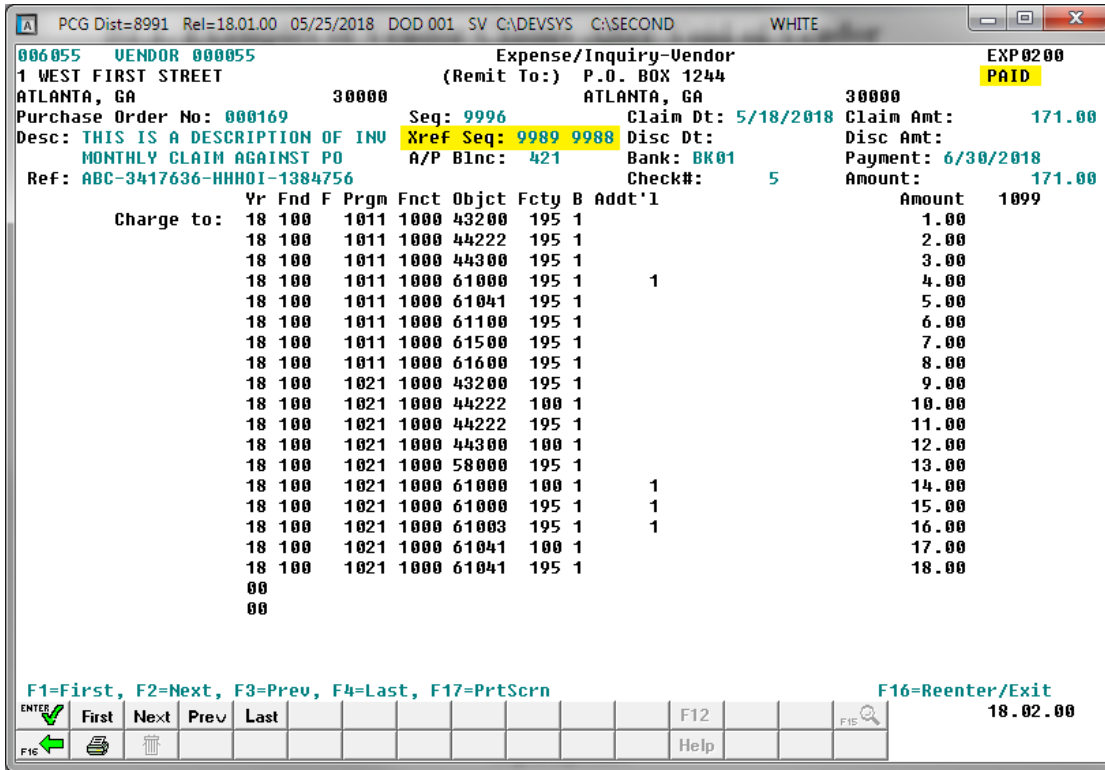 PCG Dist=8991 Rel=18.01.00 05/25/2018 DOD 001 SV C:\DEVSYS C:\SECOND WHITE
006055 VENDOR 000055 Expense/Inquiry-Vendor EXP0200
1 WEST FIRST STREET (Remit To:) P.O. BOX 1244 PAID
ATLANTA, GA 30000 ATLANTA, GA 30000
Purchase Order No: 000169 Seq: 9996 Claim Dt: 5/18/2018 Claim Amt: 171.00
Desc: THIS IS A DESCRIPTION OF INV Xref Seq: 9989 9988 Disc Dt: Disc Amt:
MONTHLY CLAIM AGAINST PO A/P Blnc: 421 Bank: BK01 Payment: 6/30/2018
Ref: ABC-3417636-HHHOI-1384756 Check#: 5 Amount: 171.00
Yr Fnd F Prgm Fnct Objct Fcty B Addt'l Amount 1099
Charge to: 18 100 1011 1000 43200 195 1 1.00
18 100 1011 1000 44222 195 1 2.00
18 100 1011 1000 44300 195 1 3.00
18 100 1011 1000 61000 195 1 1 4.00
18 100 1011 1000 61041 195 1 5.00
18 100 1011 1000 61100 195 1 6.00
18 100 1011 1000 61500 195 1 7.00
18 100 1011 1000 61600 195 1 8.00
18 100 1021 1000 43200 195 1 9.00
18 100 1021 1000 44222 100 1 10.00
18 100 1021 1000 44222 195 1 11.00
18 100 1021 1000 44300 100 1 12.00
18 100 1021 1000 58000 195 1 13.00
18 100 1021 1000 61000 100 1 1 14.00
18 100 1021 1000 61000 195 1 1 15.00
18 100 1021 1000 61003 195 1 1 16.00
18 100 1021 1000 61041 100 1 17.00
18 100 1021 1000 61041 195 1 18.00
00
00
F1=First, F2=Next, F3=Prev, F4=Last, F17=PrtScrn F16=Reenter/Exit
ENTER First Next Prev Last F12 F15 18.02.00
F16 Help